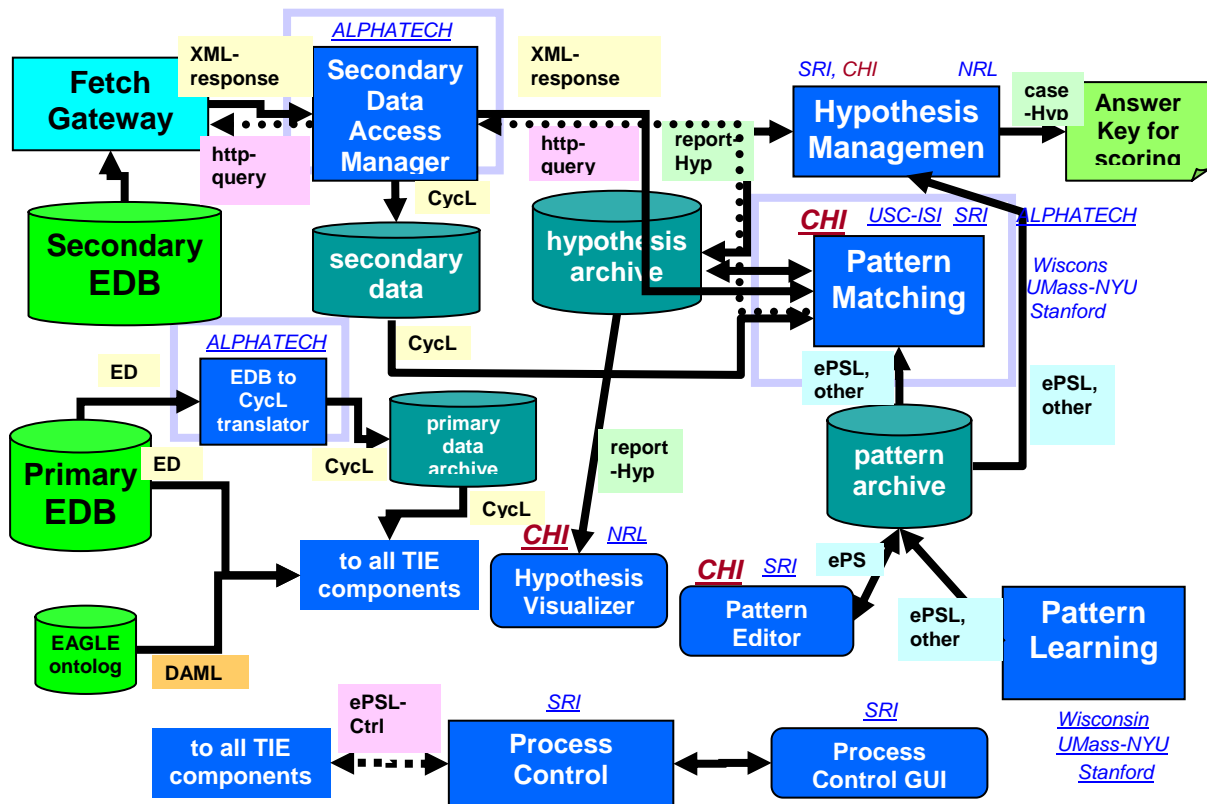 ALPHATECH
XML-
response
Fetch
Gateway
Secondary
Data
Access
Manager
XML-
response
SRI, CHI
NRL
Hypothesis
Managemen
case
-Hyp
Answer
Key for
scoring
http-
query
http-
query
report-
Hyp
CycL
Secondary
EDB
secondary
data
hypothesis
archive
CHI
USC-ISI
SRI
ALPHATECH
Pattern
Matching
Wiscons
UMass-NYU
Stanford
ALPHATECH
CycL
ED
EDB to
CycL
translator
ePSL,
other
ePSL,
other
Primary
EDB
ED
CycL
primary
data
archive
report
-Hyp
pattern
archive
CycL
to all TIE
components
CHI
NRL
Hypothesis
Visualizer
CHI
SRI
ePS
Pattern
Editor
ePSL,
other
Pattern
Learning
EAGLE
ontolog
DAML
ePSL-
Ctrl
SRI
SRI
Wisconsin
UMass-NYU
Stanford
to all TIE
components
Process
Control
Process
Control GUI